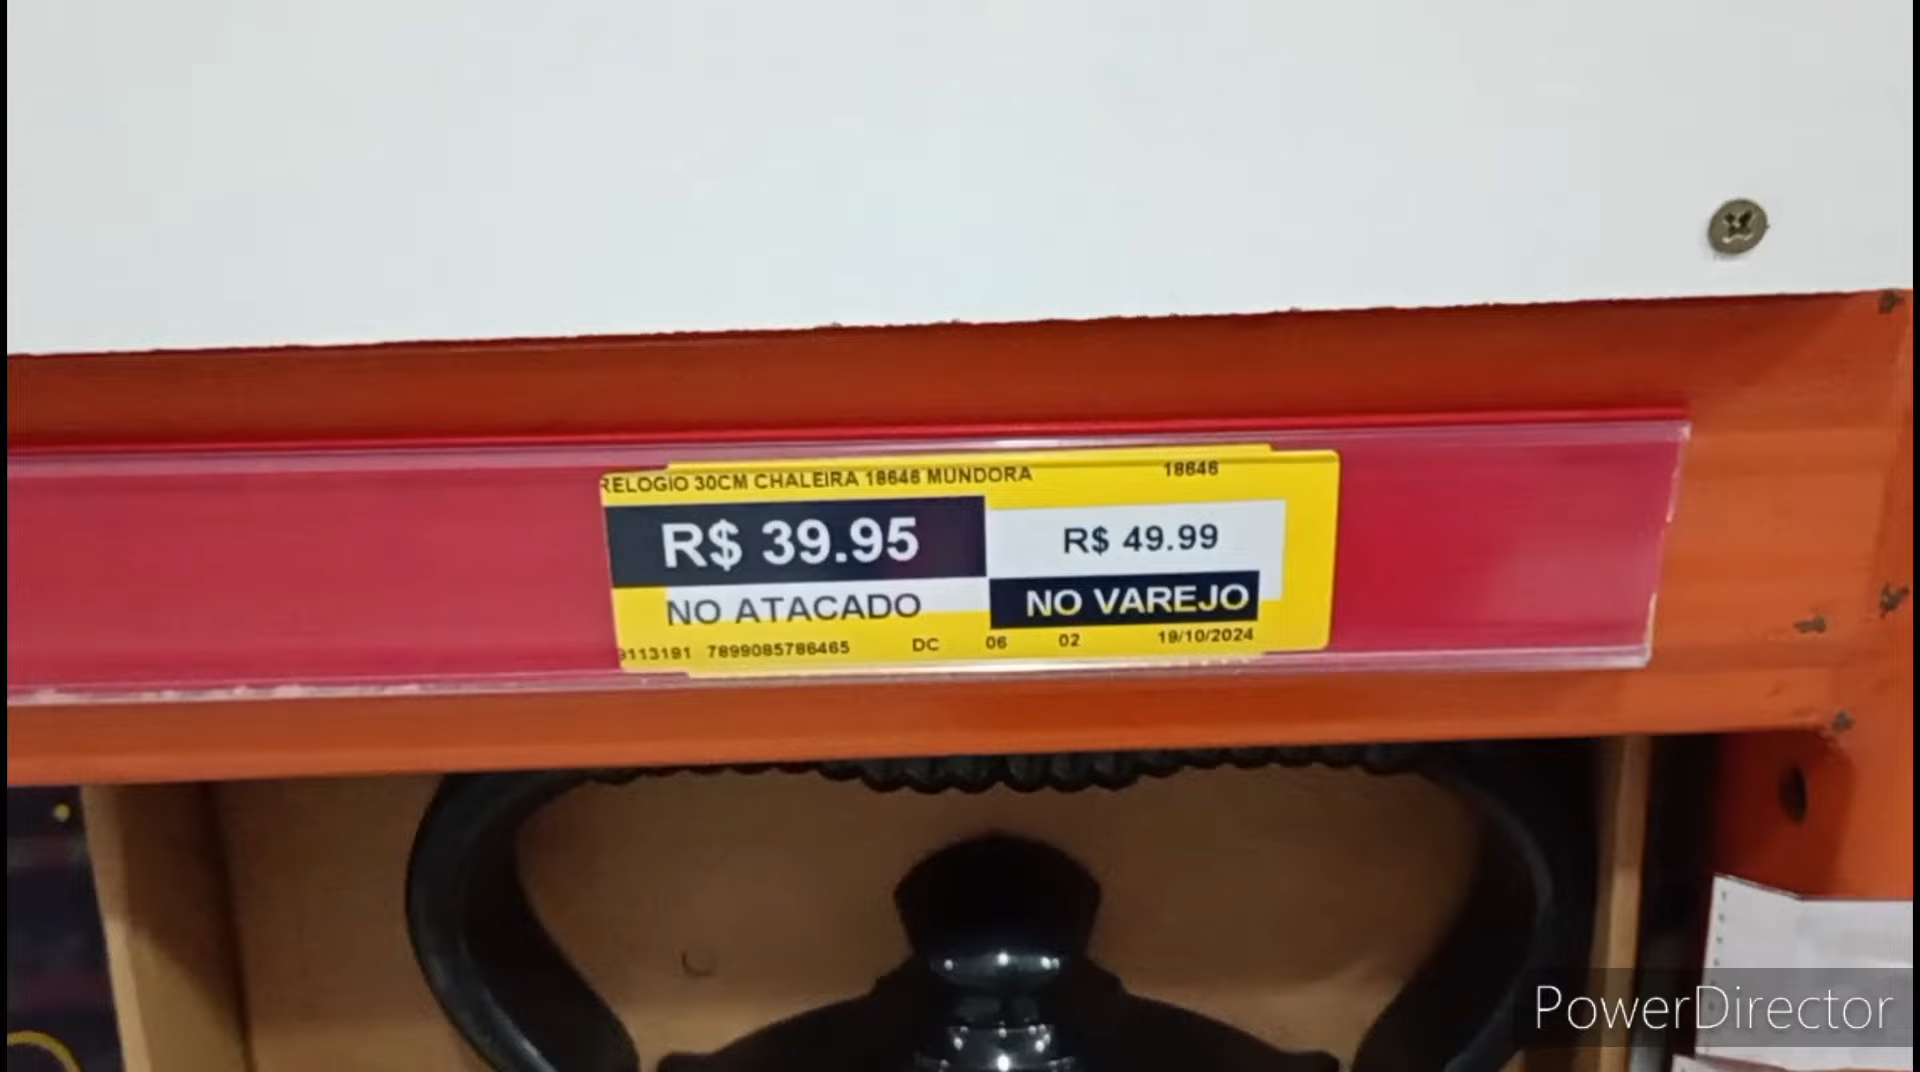 RELOGIO 30CM CHALEIRA 18646 MUNDORA 18646
R$ 39.95 R$ 49.99
NO ATACADO NO VAREJO
9113191 7899085786465 DC 06 02 19/10/2024
PowerDirector